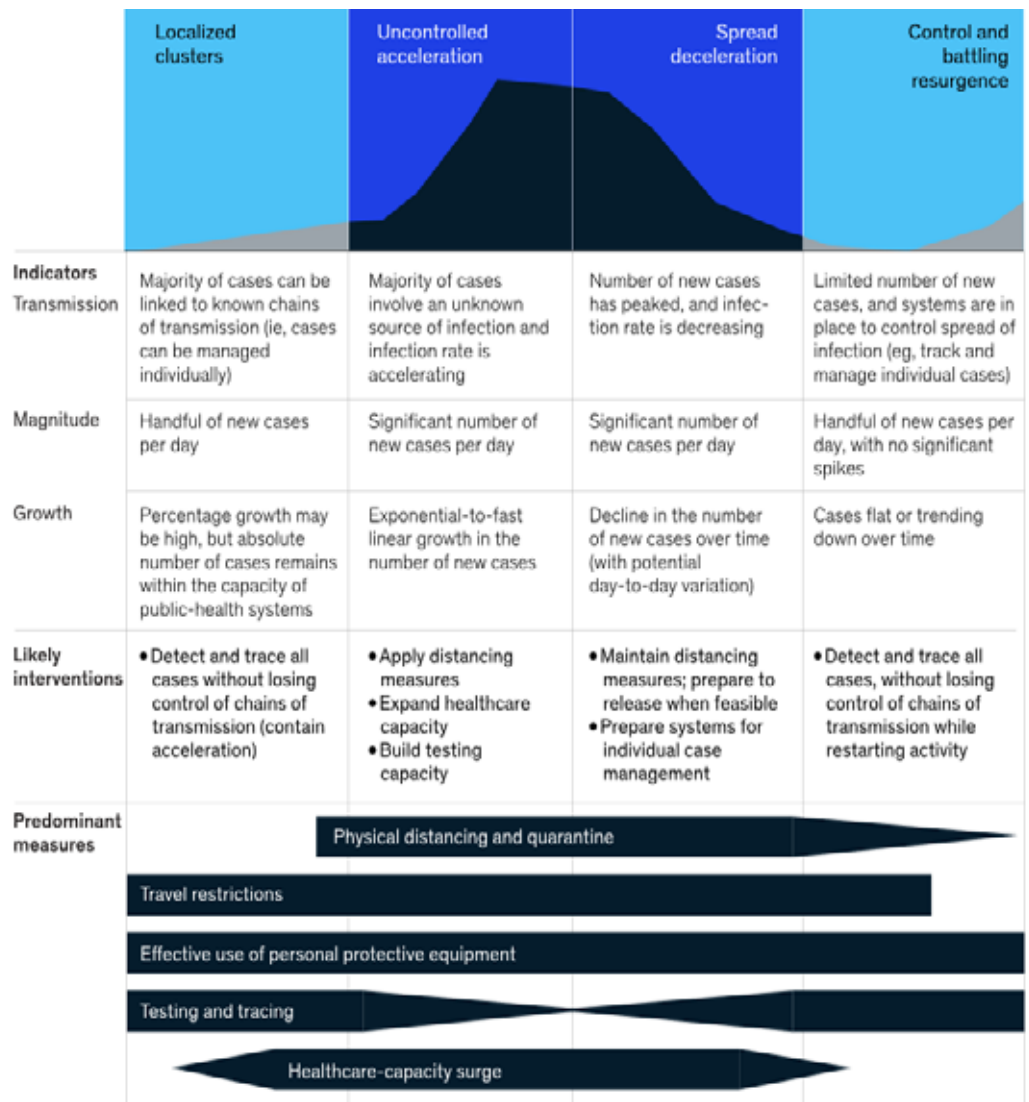 Localized
clusters
Uncontrolled
acceleration
Spread
deceleration
Control and
battling
resurgence
Indicators
Transmission
Majority of cases can be
linked to known chains
of transmission (ie, cases
can be managed
individually)
Majority of cases
involve an unknown
source of infection and
infection rate is
accelerating
Number of new cases
has peaked, and infec-
tion rate is decreasing
Limited number of new
cases, and systems are in
place to control spread of
infection (eg, track and
manage individual cases)
Magnitude
Handful of new cases
per day
Significant number of
new cases per day
Significant number of
new cases per day
Handful of new cases per
day, with no significant
spikes
Growth
Percentage growth may
be high, but absolute
number of cases remains
within the capacity of
public-health systems
Exponential-to-fast
linear growth in the
number of new cases
Decline in the number
of new cases over time
(with potential
day-to-day variation)
Cases flat or trending
down over time
Likely
interventions
•Detect and trace all
cases without losing
control of chains of
transmission (contain
acceleration)
•Apply distancing
measures
•Expand healthcare
capacity
•Build testing
capacity
•Maintain distancing
measures; prepare to
release when feasible
•Prepare systems for
individual case
management
•Detect and trace all
cases, without losing
control of chains of
transmission while
restarting activity
Predominant
measures
Physical distancing and quarantine
Travel restrictions
Effective use of personal protective equipment
Testing and tracing
Healthcare-capacity surge